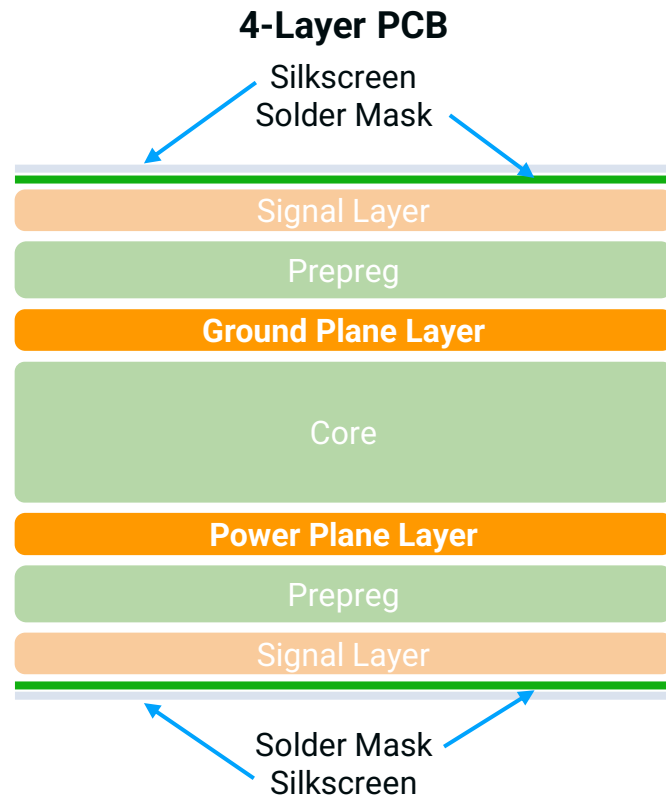 4-Layer PCB
Silkscreen
Solder Mask
Signal Layer
Prepreg
Ground Plane Layer
Core
Power Plane Layer
Prepreg
Signal Layer
Solder Mask
Silkscreen